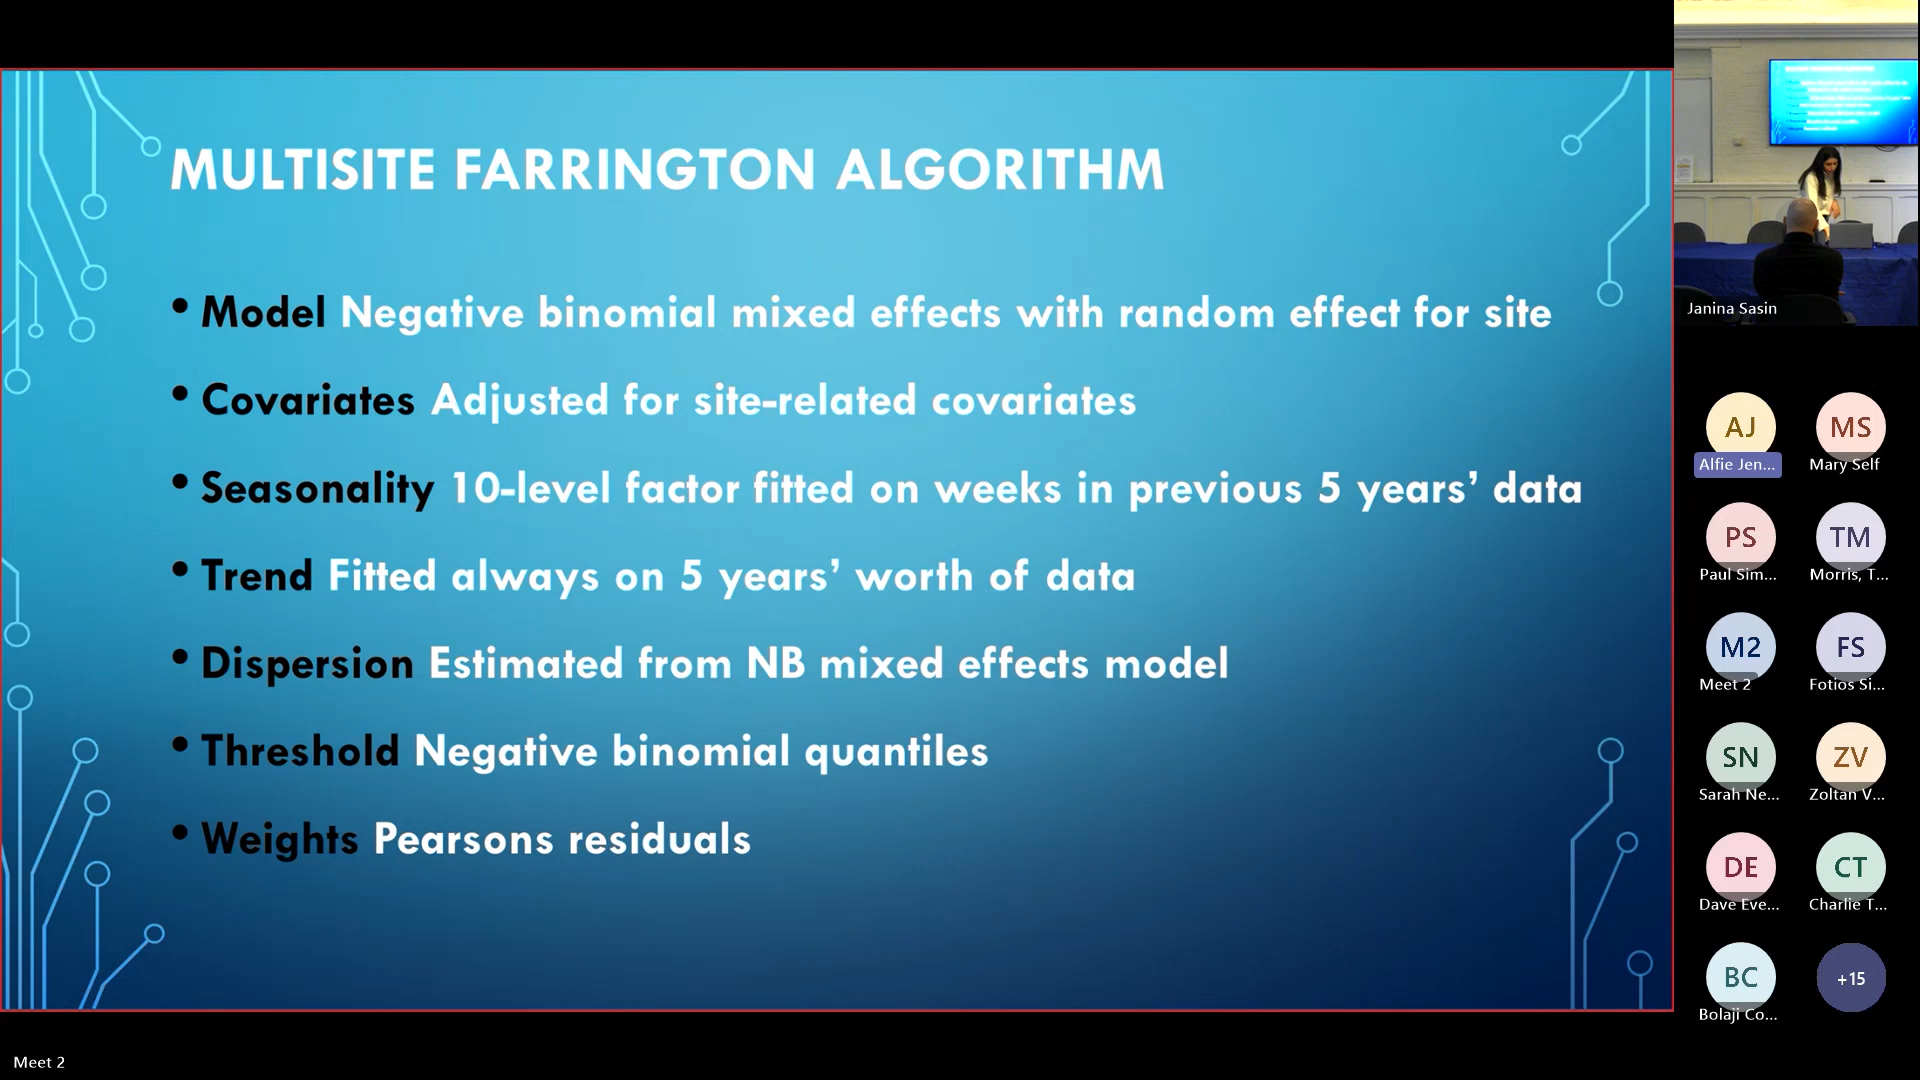 MULTISITE FARRINGTON ALGORITHM
• Model Negative binomial mixed effects with random effect for site
• Covariates Adjusted for site-related covariates
• Seasonality 10-level factor fitted on weeks in previous 5 years’ data
• Trend Fitted always on 5 years’ worth of data
• Dispersion Estimated from NB mixed effects model
• Threshold Negative binomial quantiles
• Weights Pearsons residuals
Janina Sasin
AJ
Alfie Jen...
MS
Mary Self
PS
Paul Sim...
TM
Morris, T...
M2
Meet 2
FS
Fotios Si...
SN
Sarah Ne...
ZV
Zoltan V...
DE
Dave Eve...
CT
Charlie T...
BC
Bolaji Co...
+15
Meet 2